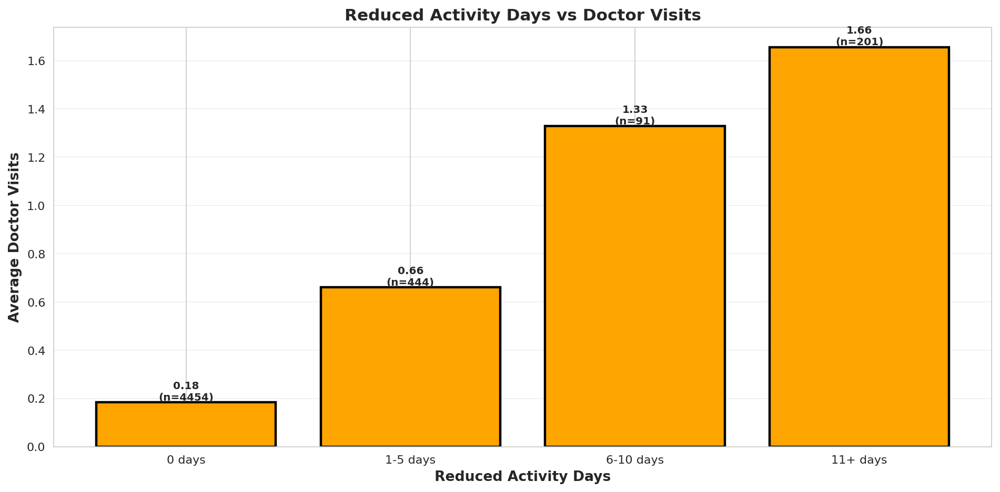 Reduced Activity Days vs Doctor Visits
Average Doctor Visits
1.6
1.4
1.2
1.0
0.8
0.6
0.4
0.2
0.0
0.18
(n=4454)
0.66
(n=444)
1.33
(n=91)
1.66
(n=201)
0 days
1-5 days
6-10 days
11+ days
Reduced Activity Days